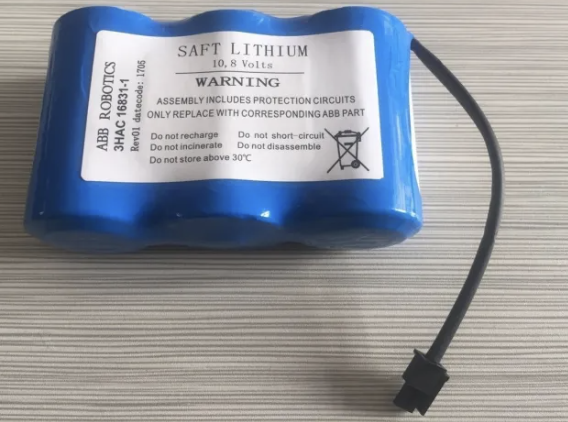 SAFT LITHIUM
10,8 Volts
WARNING
ASSEMBLY INCLUDES PROTECTION CIRCUITS
ONLY REPLACE WITH CORRESPONDING ABB PART
Do not recharge Do not short-circuit
Do not incinerate Do not disassemble
Do not store above 30℃
ABB ROBOTICS
3HAC 16831-1
Rev01 datecode: 1706